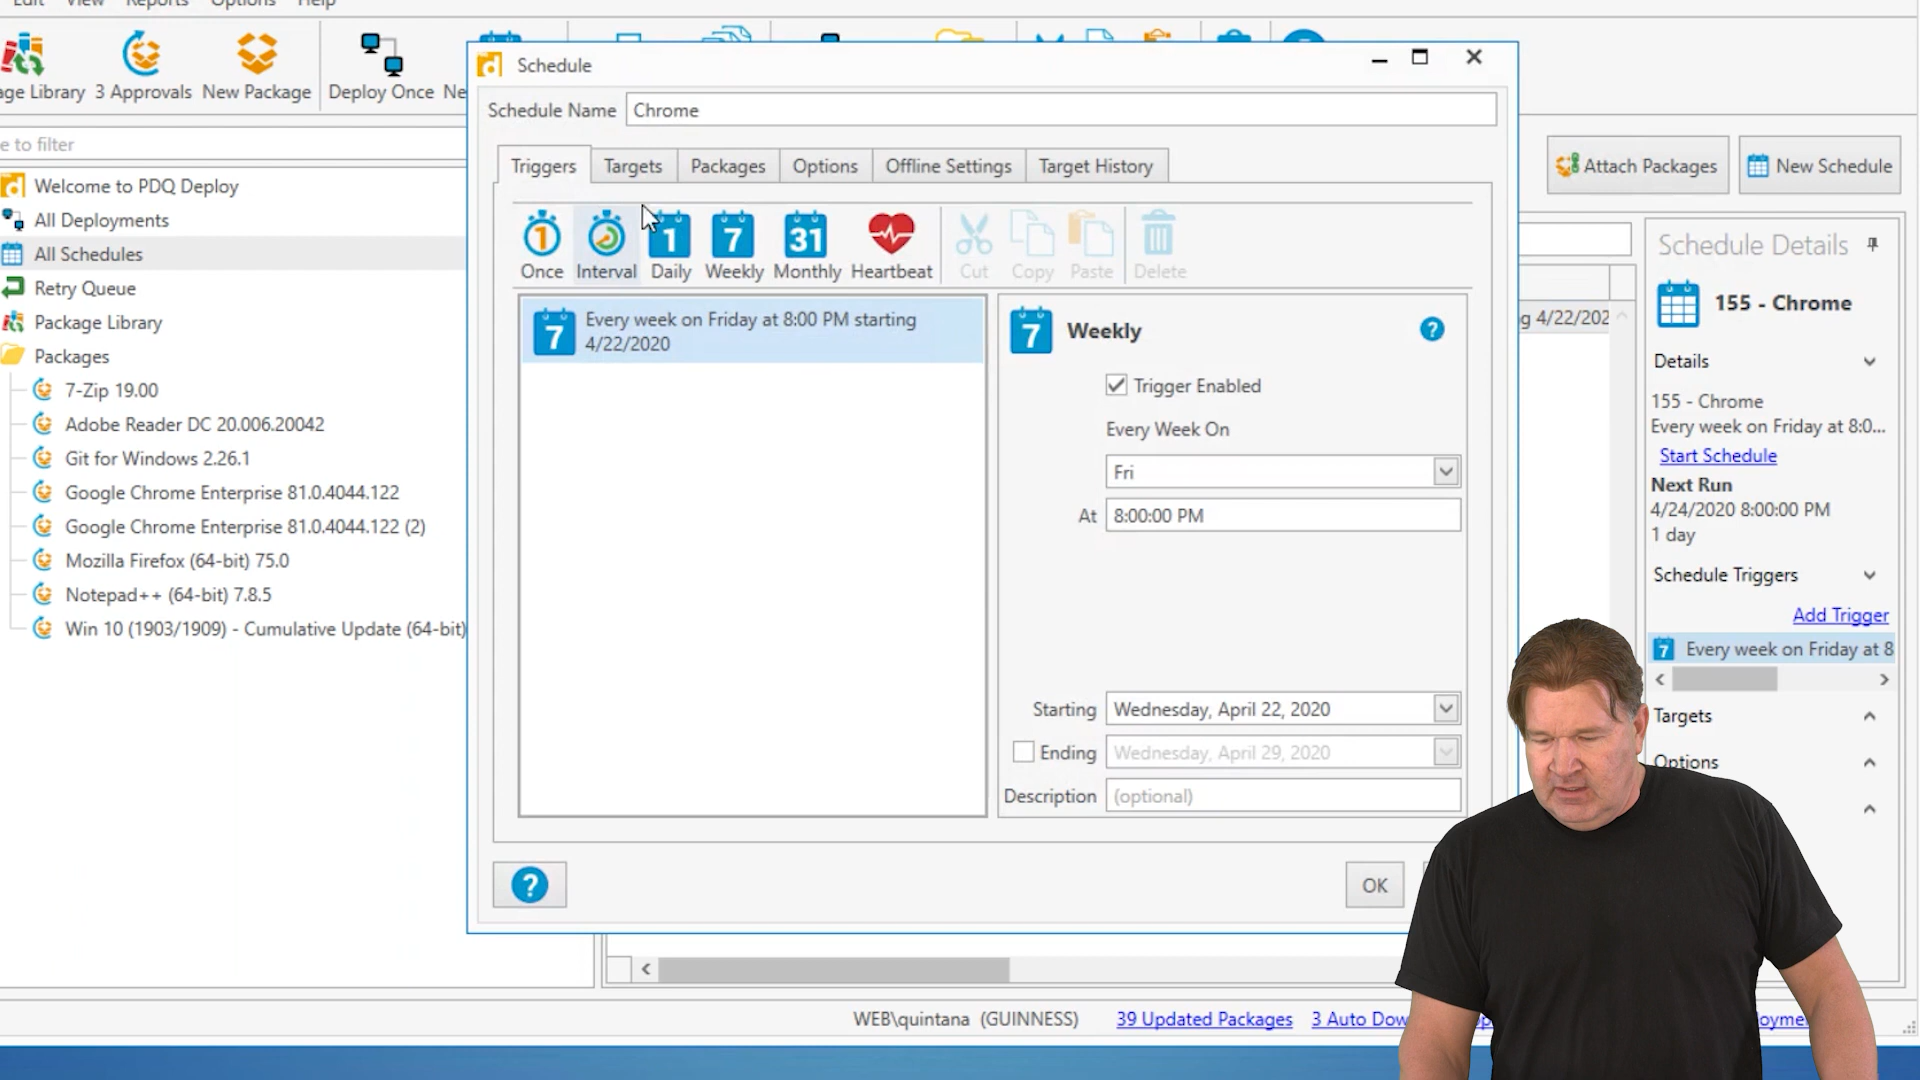 Edit View Reports Options Help
age Library 3 Approvals New Package Deploy Once Ne
e to filter
Welcome to PDQ Deploy
All Deployments
All Schedules
Retry Queue
Package Library
Packages
7-Zip 19.00
Adobe Reader DC 20.006.20042
Git for Windows 2.26.1
Google Chrome Enterprise 81.0.4044.122
Google Chrome Enterprise 81.0.4044.122 (2)
Mozilla Firefox (64-bit) 75.0
Notepad++ (64-bit) 7.8.5
Win 10 (1903/1909) - Cumulative Update (64-bit)
Schedule
Schedule Name Chrome
Triggers Targets Packages Options Offline Settings Target History
1 1 7 31
Once Interval Daily Weekly Monthly Heartbeat Cut Copy Paste Delete
7 Every week on Friday at 8:00 PM starting
4/22/2020
7 Weekly ?
Trigger Enabled
Every Week On
Fri
At 8:00:00 PM
Starting Wednesday, April 22, 2020
Ending Wednesday, April 29, 2020
Description (optional)
? OK
Attach Packages New Schedule
g 4/22/202
Schedule Details
155 - Chrome
Details
155 - Chrome
Every week on Friday at 8:0...
Start Schedule
Next Run
4/24/2020 8:00:00 PM
1 day
Schedule Triggers
Add Trigger
7 Every week on Friday at 8
Targets
Options
WEB\quintana (GUINNESS) 39 Updated Packages 3 Auto Dow